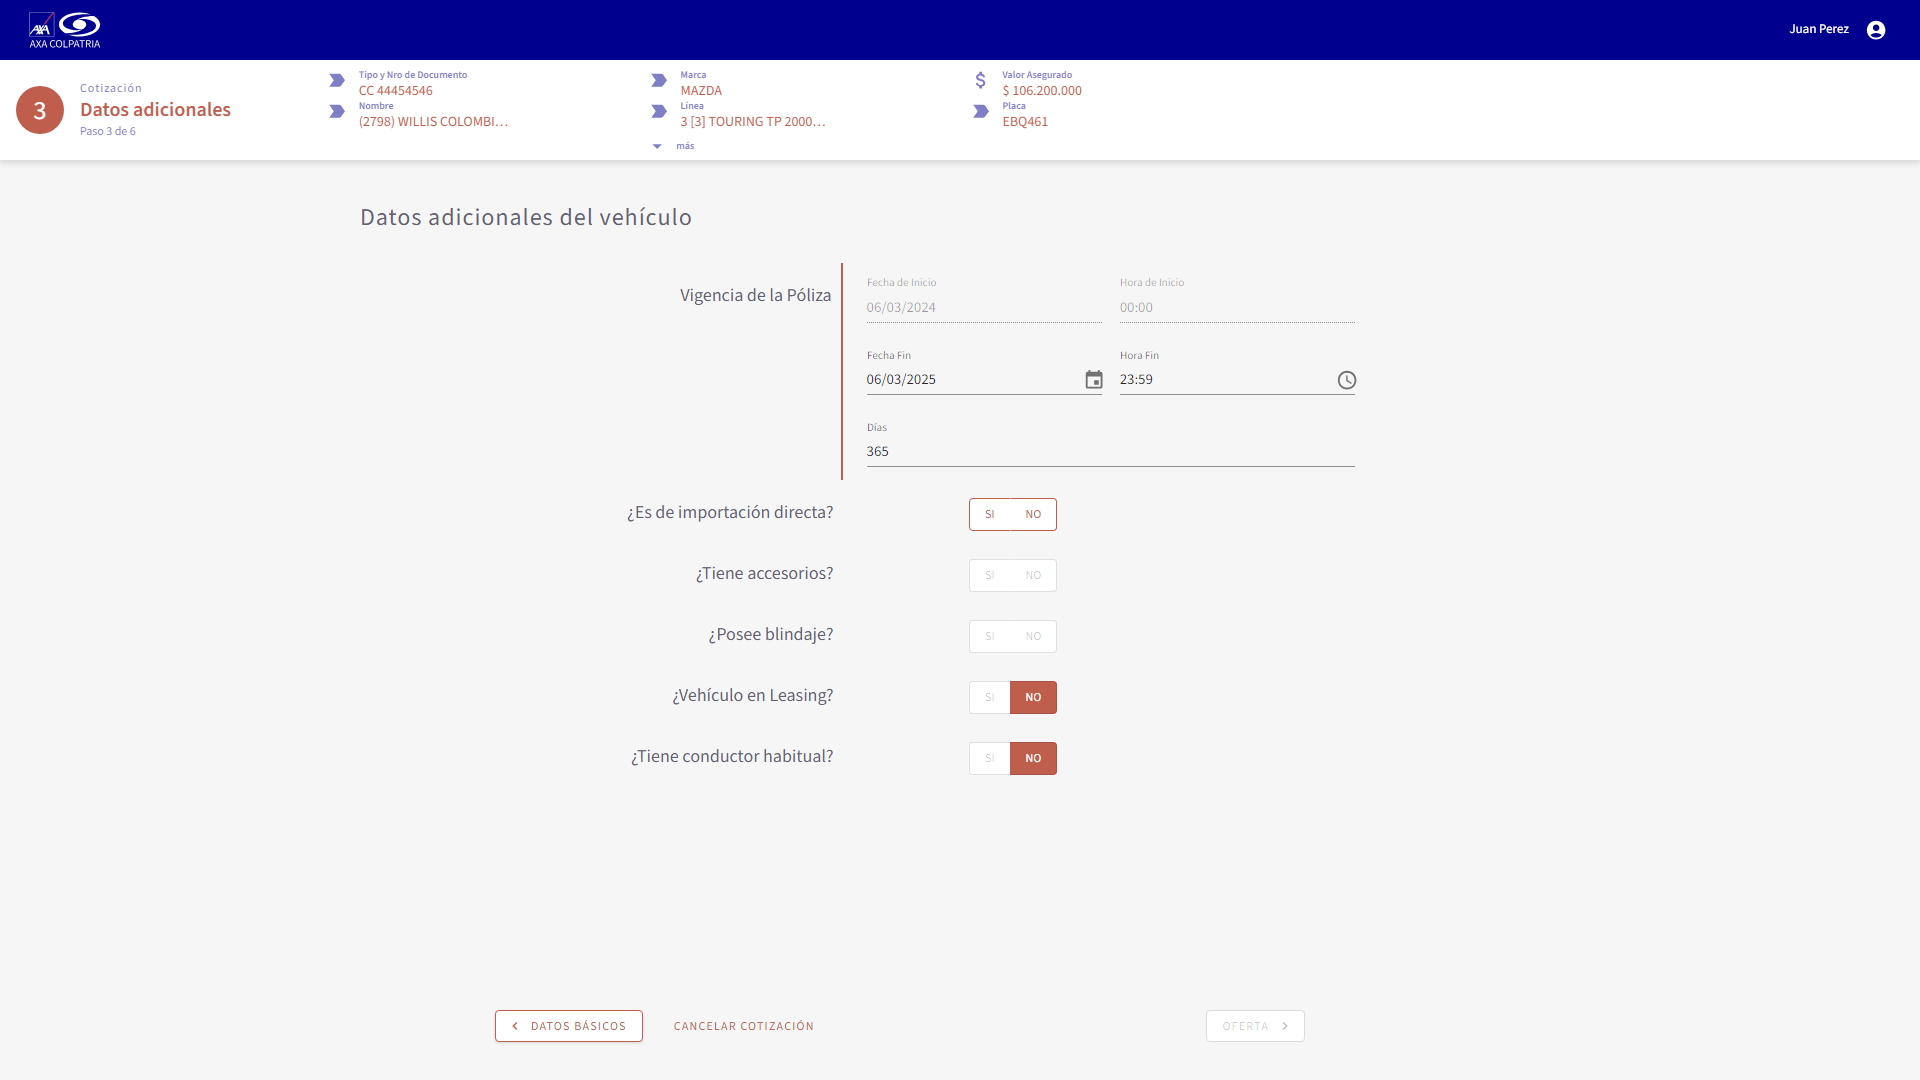 AXA
AXA COLPATRIA
Juan Perez
3
Cotización
Datos adicionales
Paso 3 de 6
Tipo y Nro de Documento
CC 44454546
Nombre
(2798) WILLIS COLOMBI...
Marca
MAZDA
Línea
3 [3] TOURING TP 2000...
más
$
Valor Asegurado
$ 106.200.000
Placa
EBQ461
Datos adicionales del vehículo
Vigencia de la Póliza
Fecha de Inicio
06/03/2024
Hora de Inicio
00:00
Fecha Fin
06/03/2025
Hora Fin
23:59
Días
365
¿Es de importación directa?
SI NO
¿Tiene accesorios?
SI NO
¿Posee blindaje?
SI NO
¿Vehículo en Leasing?
SI NO
¿Tiene conductor habitual?
SI NO
DATOS BÁSICOS
CANCELAR COTIZACIÓN
OFERTA